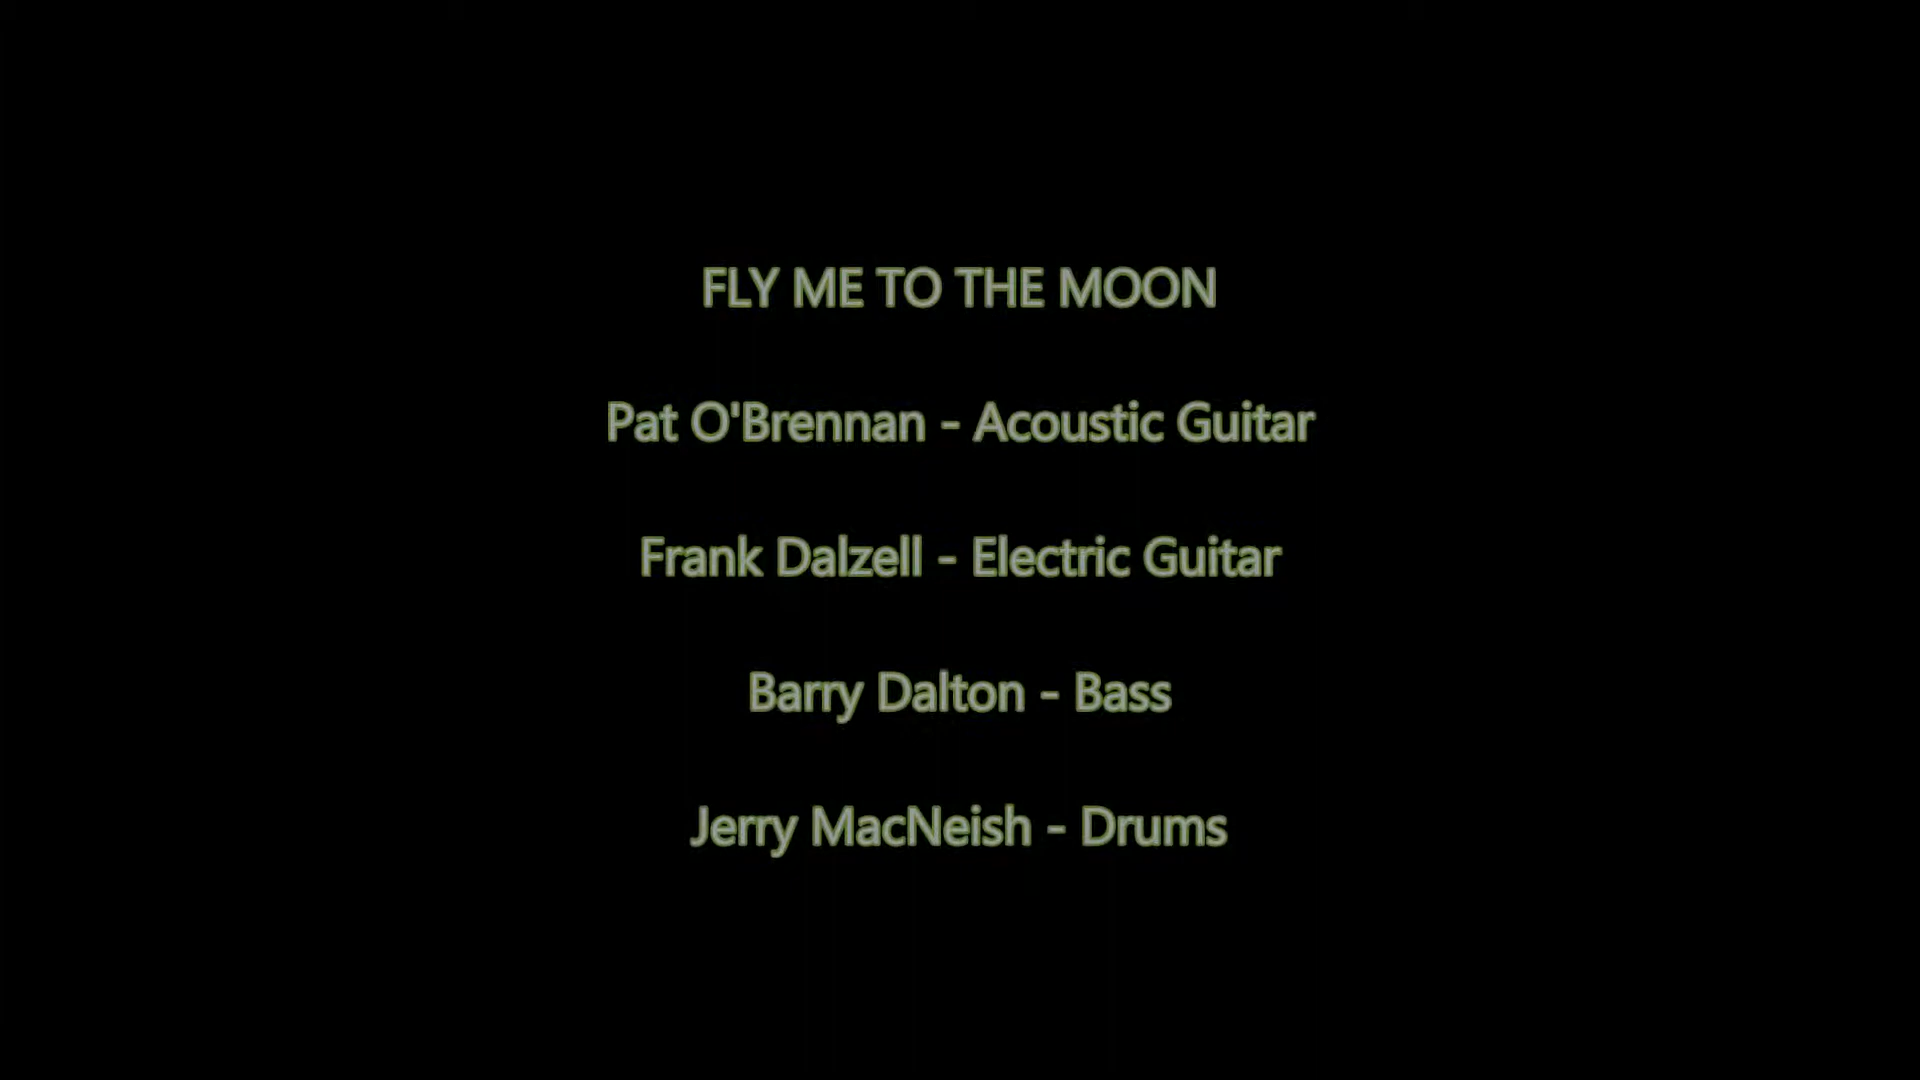 FLY ME TO THE MOON
Pat O'Brennan - Acoustic Guitar
Frank Dalzell - Electric Guitar
Barry Dalton - Bass
Jerry MacNeish - Drums